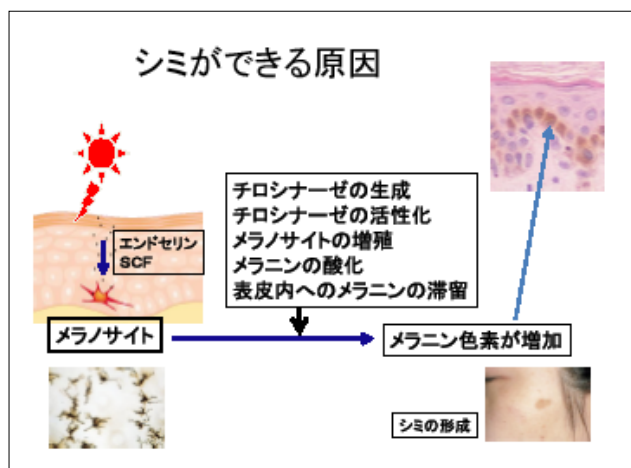 シミができる原因
エンドセリン
SCF
チロシナーゼの生成
チロシナーゼの活性化
メラノサイトの増殖
メラニンの酸化
表皮内へのメラニンの滞留
メラノサイト
メラニン色素が増加
シミの形成